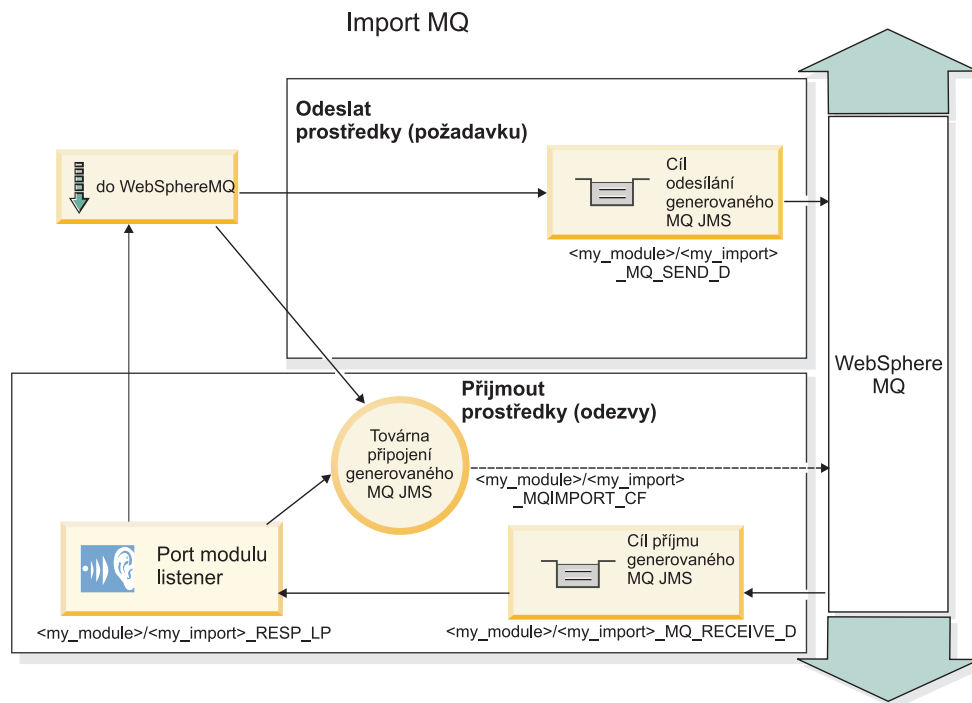 Import MQ
Odeslat
prostředky (požadavku)
do WebSphereMQ
Cíl
odesílání
generovaného
MQ JMS
<my_module>/<my_import>
_MQ_SEND_D
WebSphere
MQ
Přijmout
prostředky (odezvy)
Továrna
připojení
generovaného
MQ JMS
<my_module>/<my_import>
_MQIMPORT_CF
Port modulu
listener
<my_module>/<my_import>_RESP_LP
Cíl příjmu
generovaného
MQ JMS
<my_module>/<my_import>_MQ_RECEIVE_D